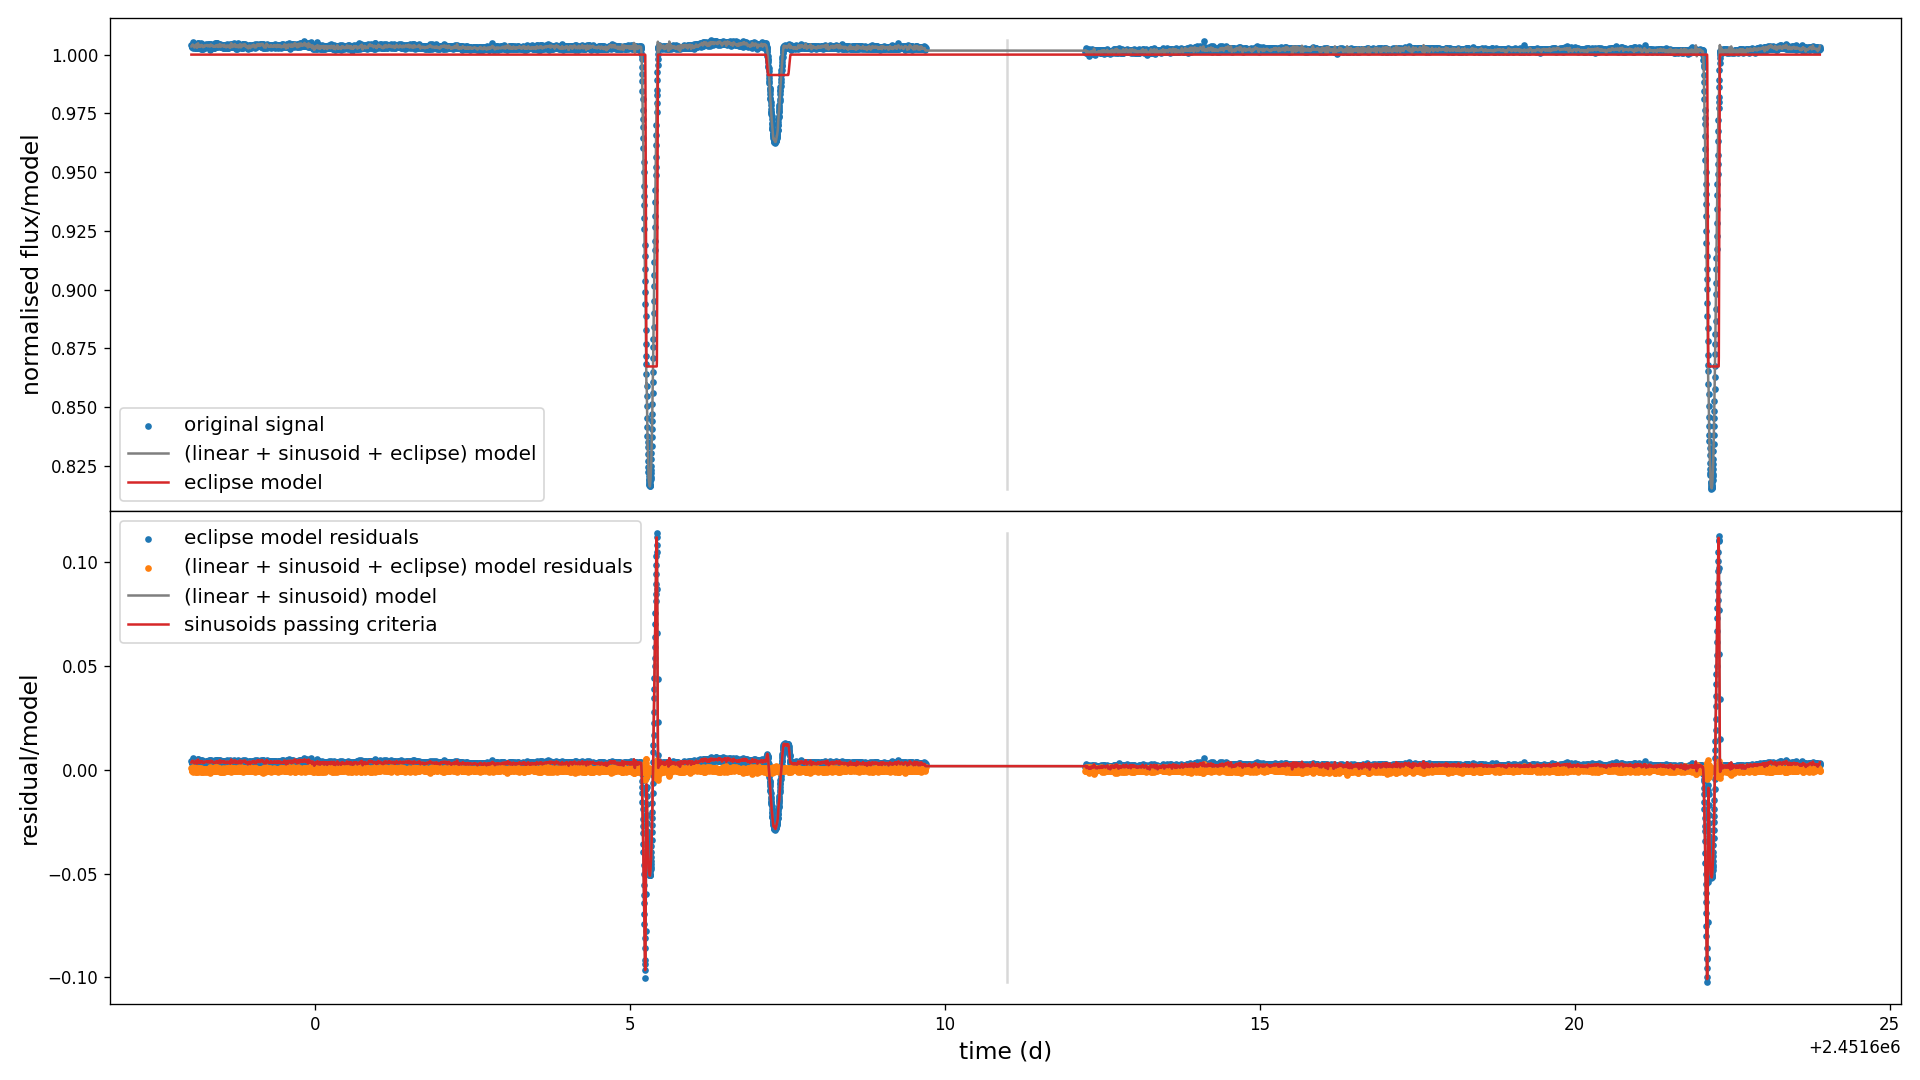 normalised flux/model
1.000
0.975
0.950
0.925
0.900
0.875
0.850
0.825
original signal
(linear + sinusoid + eclipse) model
eclipse model
residual/model
0.10
0.05
0.00
−0.05
−0.10
eclipse model residuals
(linear + sinusoid + eclipse) model residuals
(linear + sinusoid) model
sinusoids passing criteria
0 5 10 15 20 25
time (d)
+2.4516e6